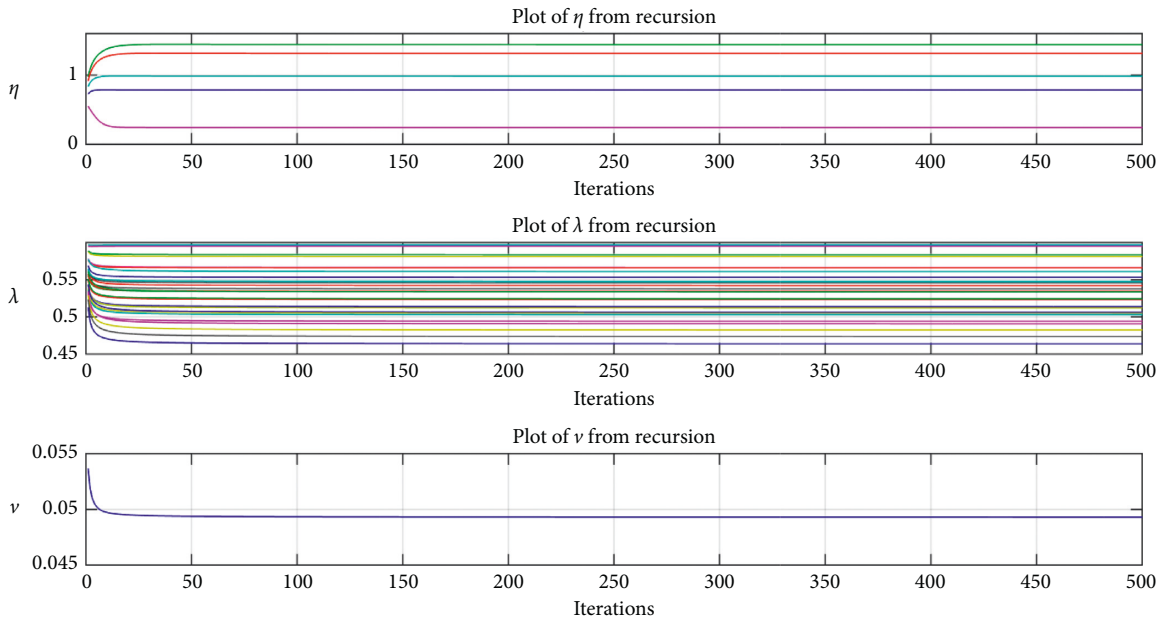 Plot of η from recursion
η
1
0
0 50 100 150 200 250 300 350 400 450 500
Iterations
Plot of λ from recursion
λ
0.55
0.5
0.45
0 50 100 150 200 250 300 350 400 450 500
Iterations
Plot of ν from recursion
ν
0.055
0.05
0.045
0 50 100 150 200 250 300 350 400 450 500
Iterations